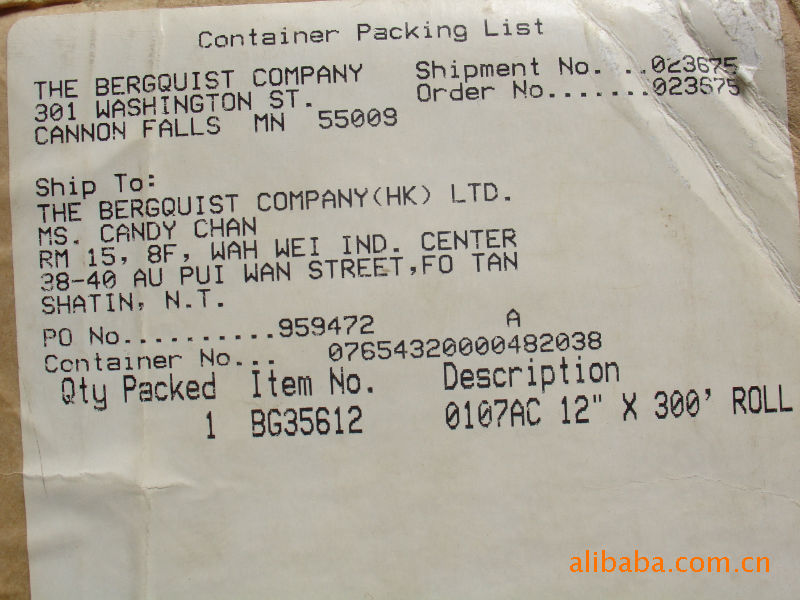 Container Packing List
THE BERGQUIST COMPANY
301 WASHINGTON ST.
CANNON FALLS MN 55009
Shipment No. ..023675
Order No.......023675
Ship To:
THE BERGQUIST COMPANY(HK) LTD.
MS. CANDY CHAN
RM 15, 8F, WAH WEI IND. CENTER
38-40 AU PUI WAN STREET,FO TAN
SHATIN, N.T.
PO No..........959472 A
Container No... 07654320000482038
Qty Packed Item No. Description
1 BG35612 0107AC 12" X 300' ROLL
alibaba.com.cn